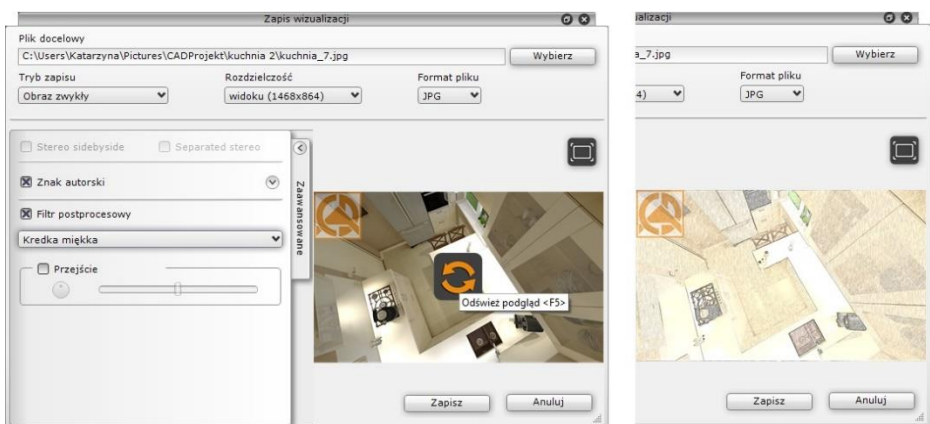 Zapis wizualizacji
Plik docelowy
C:\Users\Katarzyna\Pictures\CADProjekt\kuchnia 2\kuchnia_7.jpg
Wybierz
Tryb zapisu
Rozdzielczość
Format pliku
Obraz zwykły
widoku (1468x864)
JPG
Stereo sidebyside
Separated stereo
Znak autorski
Zaawansowane
Filtr postprocesowy
Kredka miękka
Przejście
Odśwież podgląd <F5>
Zapisz
Anuluj
ualizacji
a_7.jpg
Wybierz
Format pliku
4)
JPG
Zapisz
Anuluj